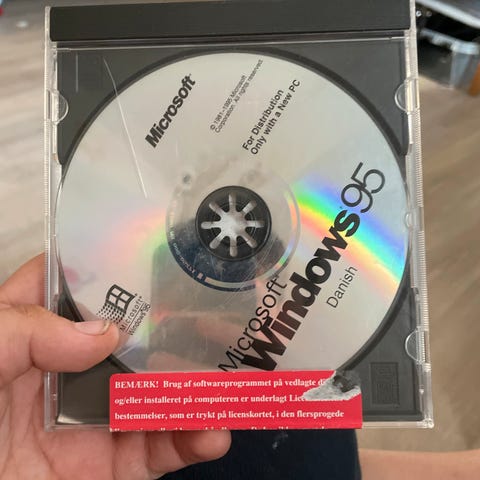 Microsoft
© 1981-1995 Microsoft
Corporation. All rights reserved.
For Distribution
Only with a New PC
Microsoft
Windows 95
Danish
Microsoft
Windows 95
BEMÆRK! Brug af softwareprogrammet på vedlagte
og/eller installeret på computeren er underlagt
bestemmelser, som er trykt på licenskortet, i den flersprogede